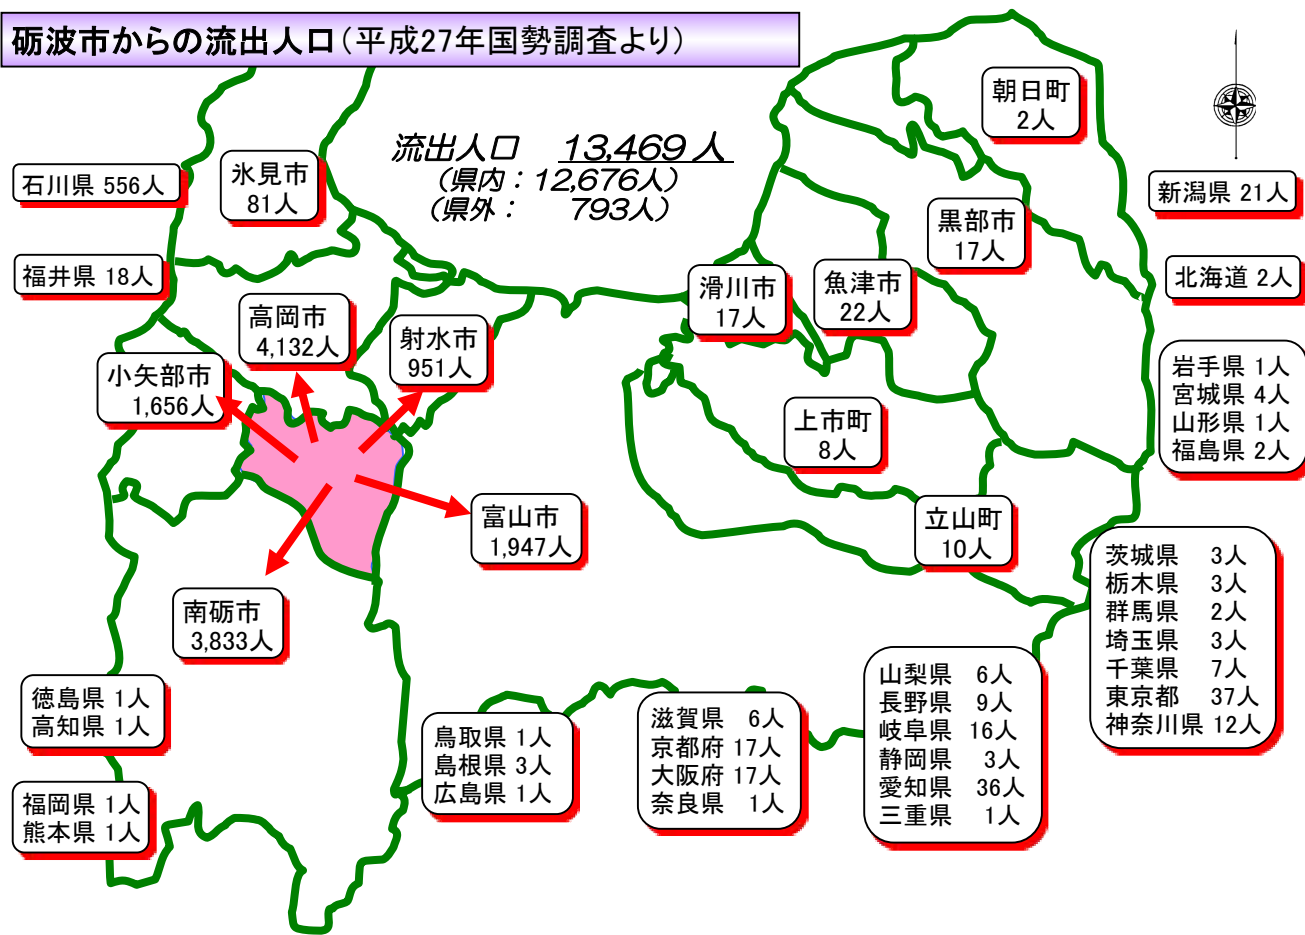 砺波市からの流出人口(平成27年国勢調査より)
流出人口 13,469人
(県内:12,676人)
(県外: 793人)
石川県 556人
福井県 18人
氷見市
81人
高岡市
4,132人
射水市
951人
小矢部市
1,656人
富山市
1,947人
南砺市
3,833人
朝日町
2人
黒部市
17人
魚津市
22人
滑川市
17人
上市町
8人
立山町
10人
新潟県 21人
北海道 2人
岩手県 1人
宮城県 4人
山形県 1人
福島県 2人
茨城県 3人
栃木県 3人
群馬県 2人
埼玉県 3人
千葉県 7人
東京都 37人
神奈川県 12人
山梨県 6人
長野県 9人
岐阜県 16人
静岡県 3人
愛知県 36人
三重県 1人
滋賀県 6人
京都府 17人
大阪府 17人
奈良県 1人
鳥取県 1人
島根県 3人
広島県 1人
徳島県 1人
高知県 1人
福岡県 1人
熊本県 1人